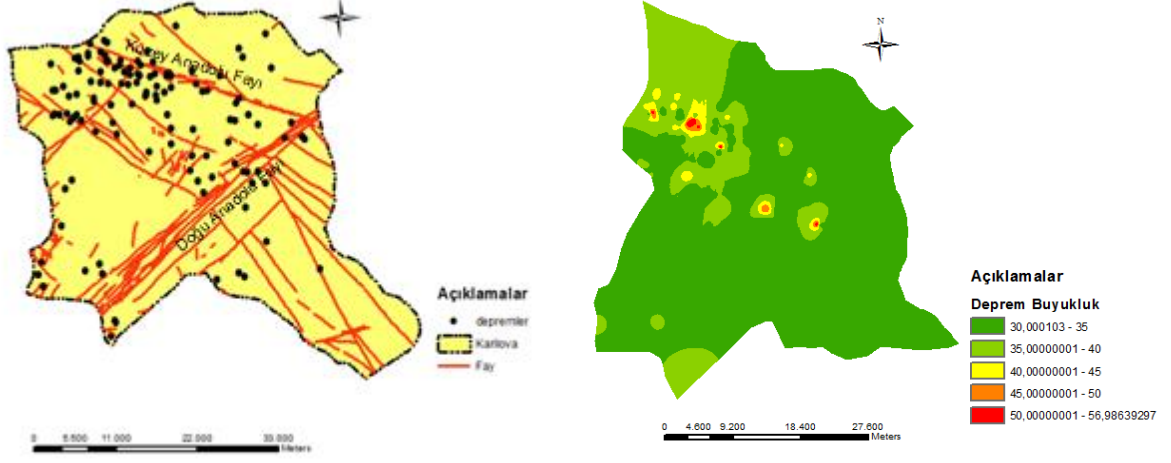 Kuzey Anadolu Fayı
Doğu Anadolu Fayı
Açıklamalar
depremler
Karlıova
Fay
0 5.500 11.000 22.000 33.000
Meters
N
Açıklamalar
Deprem Buyukluk
30,000103 - 35
35,00000001 - 40
40,00000001 - 45
45,00000001 - 50
50,00000001 - 56,98639297
0 4.600 9.200 18.400 27.600
Meters